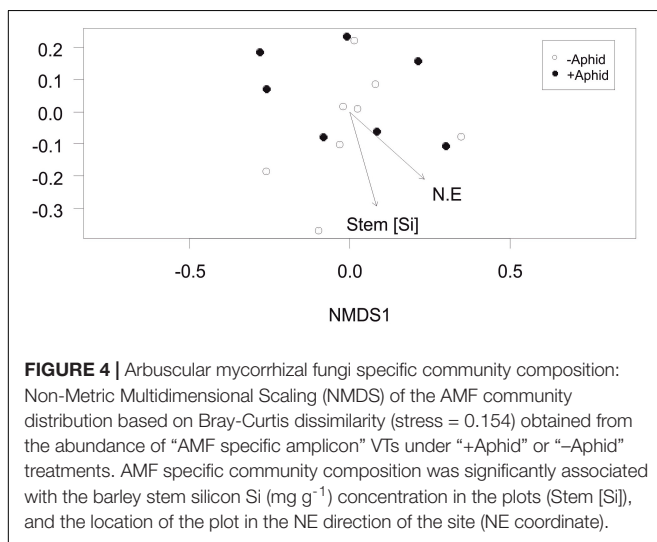 0.2
0.1
0.0
-0.1
-0.2
-0.3
-Aphid
+Aphid
N.E
Stem [Si]
-0.5 0.0 0.5
NMDS1
FIGURE 4 | Arbuscular mycorrhizal fungi specific community composition:
Non-Metric Multidimensional Scaling (NMDS) of the AMF community
distribution based on Bray-Curtis dissimilarity (stress = 0.154) obtained from
the abundance of “AMF specific amplicon” VTs under “+Aphid” or “–Aphid”
treatments. AMF specific community composition was significantly associated
with the barley stem silicon Si (mg g-1) concentration in the plots (Stem [Si]),
and the location of the plot in the NE direction of the site (NE coordinate).